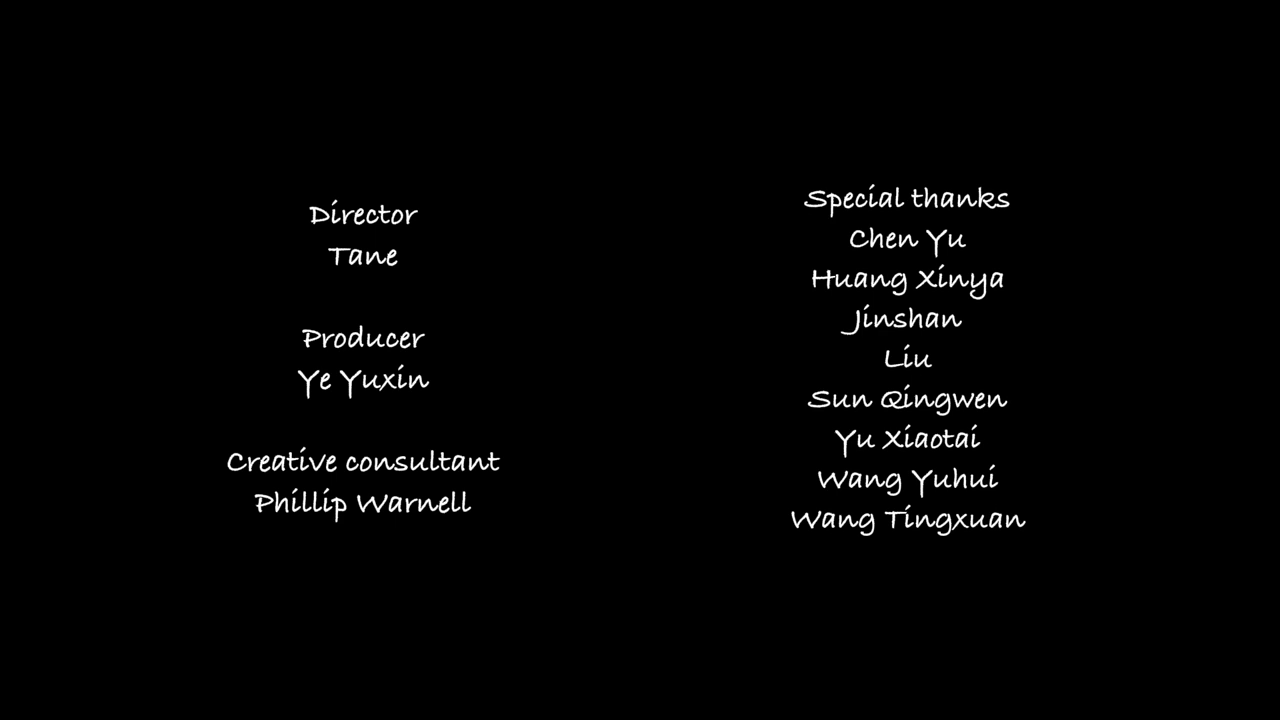 Director
Tane
Producer
Ye Yuxin
Creative consultant
Phillip Warnell
Special thanks
Chen Yu
Huang Xinya
Jinshan
Liu
Sun Qingwen
Yu Xiaotai
Wang Yuhui
Wang Tingxuan